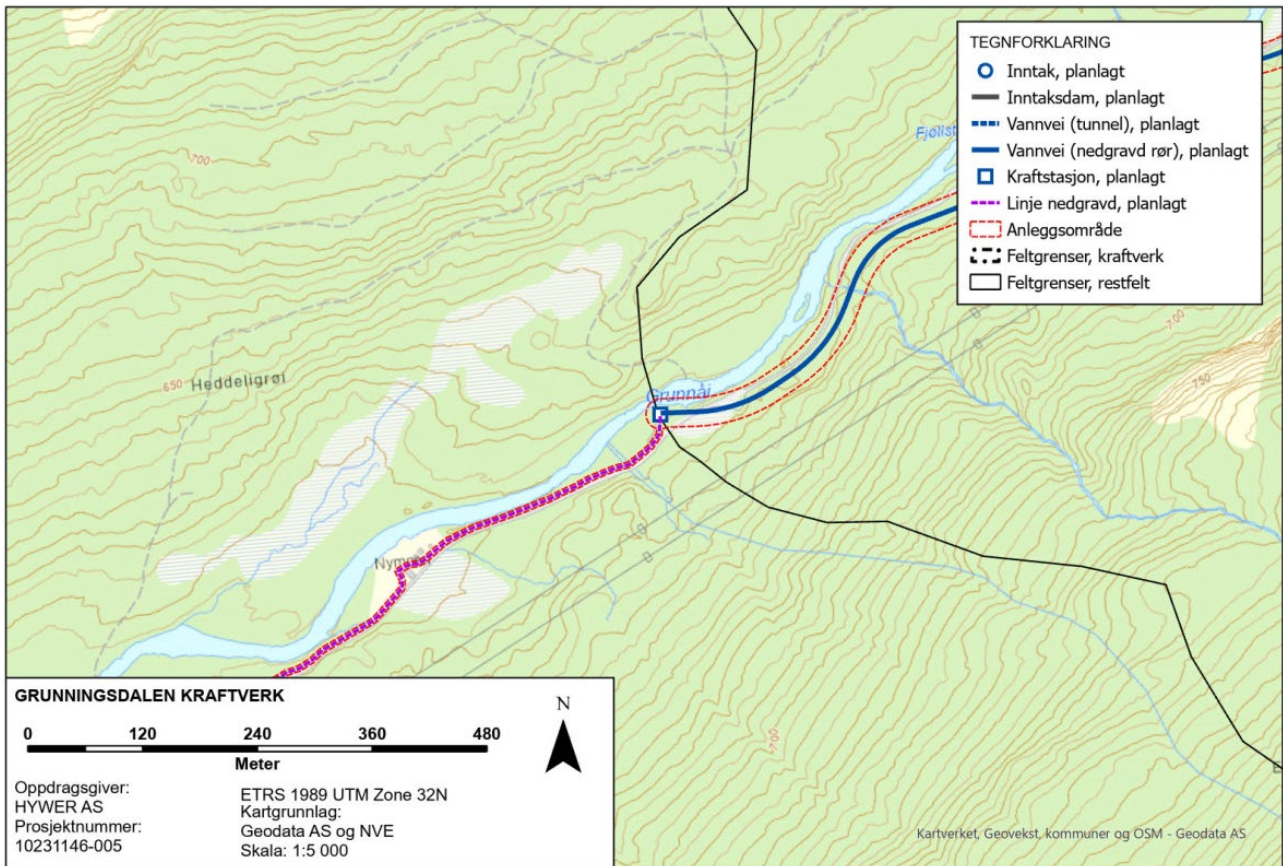 TEGNFORKLARING
Inntak, planlagt
Inntaksdam, planlagt
Vannvei (tunnel), planlagt
Vannvei (nedgravd rør), planlagt
Kraftstasjon, planlagt
Linje nedgravd, planlagt
Anleggsområde
Feltgrenser, kraftverk
Feltgrenser, restfelt
700
700
750
650
Heddeligrøi
Grunnåi
700
GRUNNINGSDALEN KRAFTVERK
N
0 120 240 360 480
Meter
Oppdragsgiver:
HYWER AS
Prosjektnummer:
10231146-005
ETRS 1989 UTM Zone 32N
Kartgrunnlag:
Geodata AS og NVE
Skala: 1:5 000
Kartverket, Geovekst, kommuner og OSM - Geodata AS